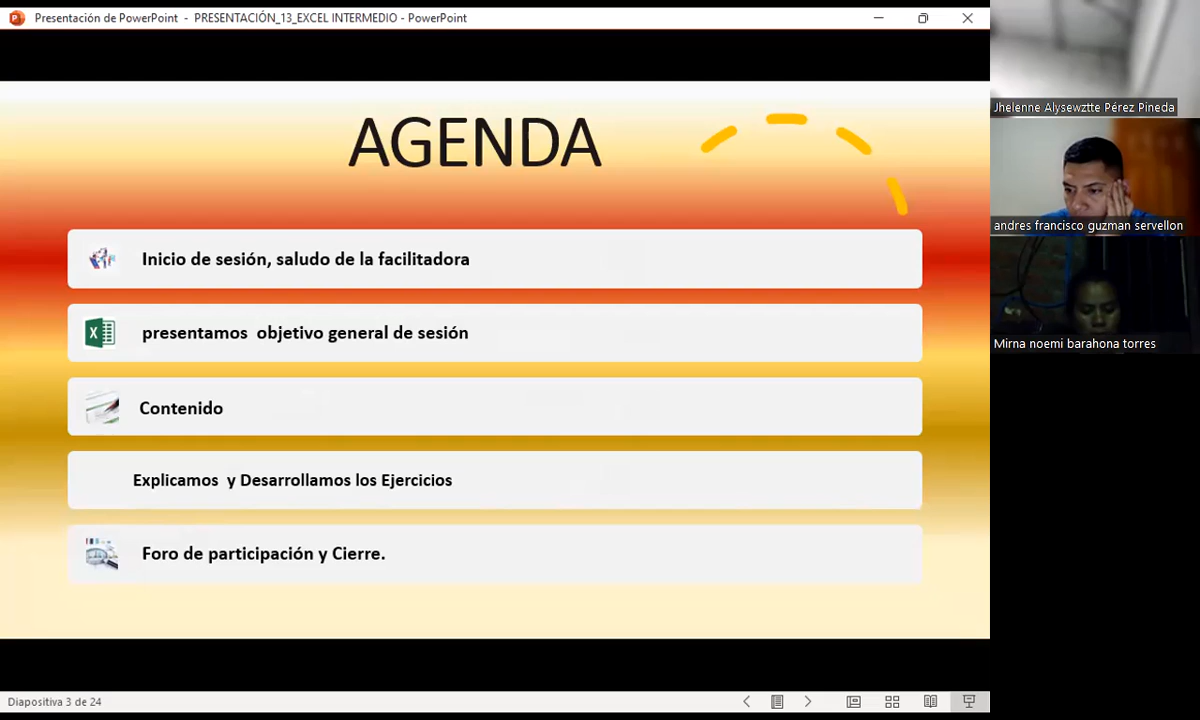 Presentación de PowerPoint - PRESENTACIÓN_13_EXCEL INTERMEDIO - PowerPoint
AGENDA
Inicio de sesión, saludo de la facilitadora
presentamos objetivo general de sesión
Contenido
Explicamos y Desarrollamos los Ejercicios
Foro de participación y Cierre.
Diapositiva 3 de 24
Jhelenne Alysewztte Pérez Pineda
andres francisco guzman servellon
Mirna noemi barahona torres